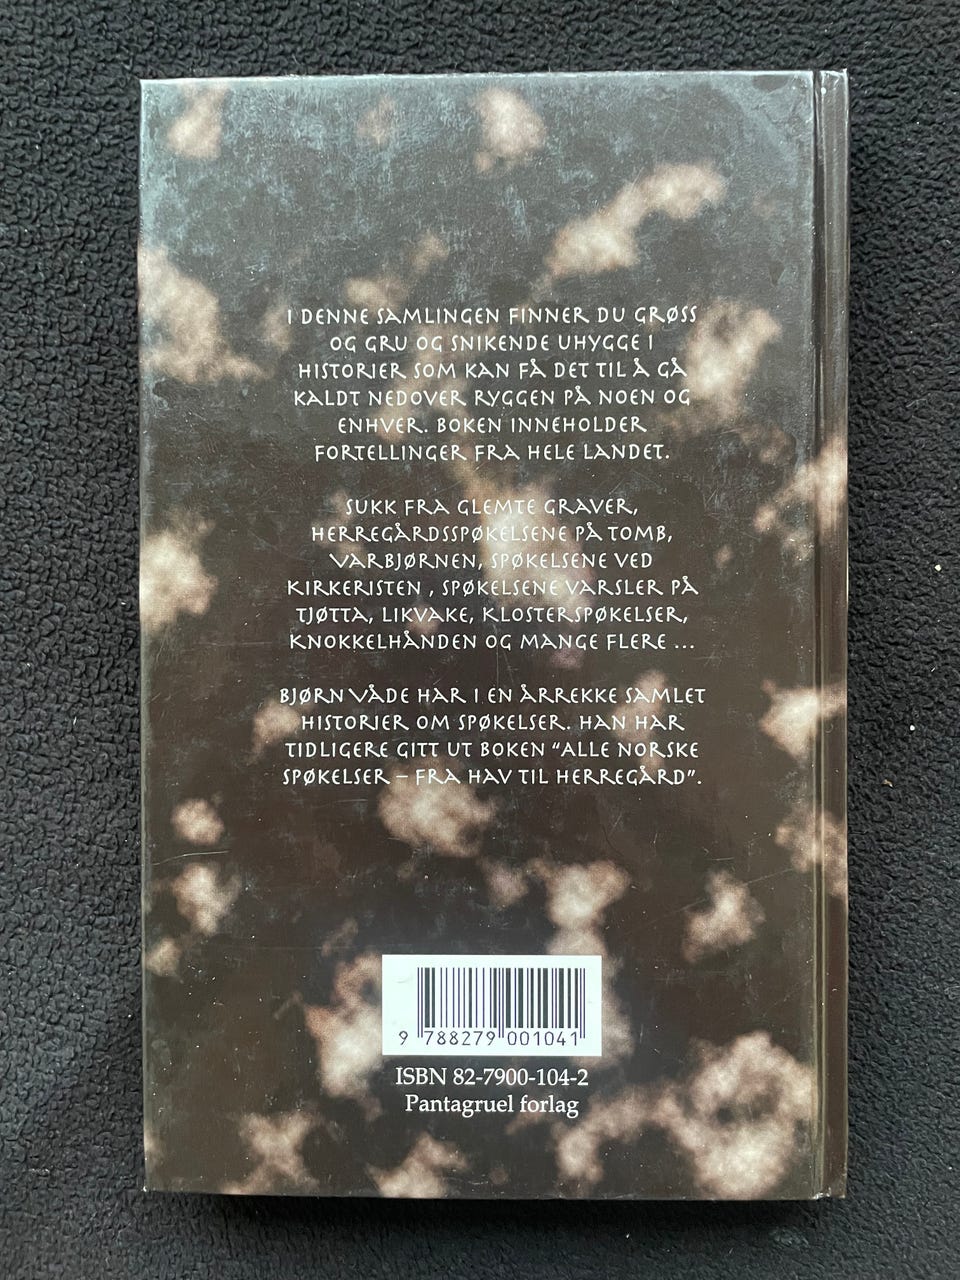 I DENNE SAMLINGEN FINNER DU GRØSS
OG GRU OG SNIKENDE UHYGGE I
HISTORIER SOM KAN FÅ DET TIL Å GÅ
KALDT NEDOVER RYGGEN PÅ NOEN OG
ENHVER. BOKEN INNEHOLDER
FORTELLINGER FRA HELE LANDET.
SUKK FRA GLEMTE GRAVER,
HERREGÅRDSSPØKELSENE PÅ TOMB,
VARBJØRNEN, SPØKELSENE VED
KIRKERISTEN , SPØKELSENE VARSLER PÅ
TJØTTA, LIKVAKE, KLOSTERSPØKELSER,
KNOKKELHÅNDEN OG MANGE FLERE ...
BJØRN VÅDE HAR I EN ÅRREKKE SAMLET
HISTORIER OM SPØKELSER. HAN HAR
TIDLIGERE GITT UT BOKEN “ALLE NORSKE
SPØKELSER – FRA HAV TIL HERREGÅRD”.
9 788279 001041
ISBN 82-7900-104-2
Pantagruel forlag